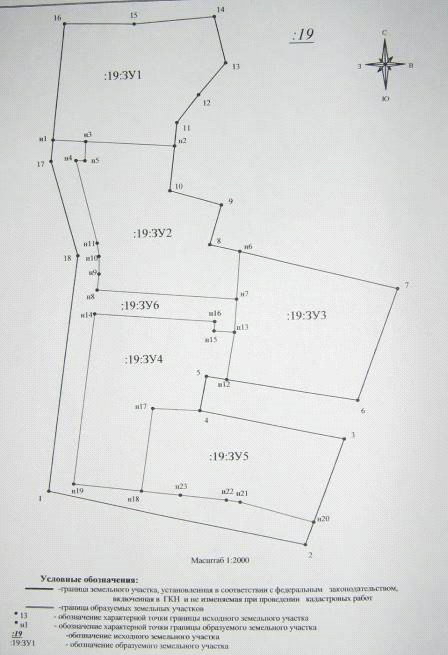 14
16
15
:19
С
13
З
В
:19:ЗУ1
12
Ю
11
н1
н3
н2
н4
н5
17
10
9
:19:ЗУ2
8
н11
н6
18
н10
н9
7
н8
н7
:19:ЗУ6
н14
н16
:19:ЗУ3
н13
н15
:19:ЗУ4
5
н12
н17
6
4
3
:19:ЗУ5
н19
1
н18
н23
н22
н21
н20
2
Масштаб 1:2000
Условные обозначения:
-граница земельного участка, установленная в соответствии с федеральным законодательством,
включенная в ГКН и не изменяемая при проведении кадастровых работ
-граница образуемых земельных участков
13 - обозначение характерной точки границы исходного земельного участка
н1 - обозначение характерной точки границы образуемого земельного участка
:19 -обозначение исходного земельного участка
:19:ЗУ1 - обозначение образуемого земельного участка